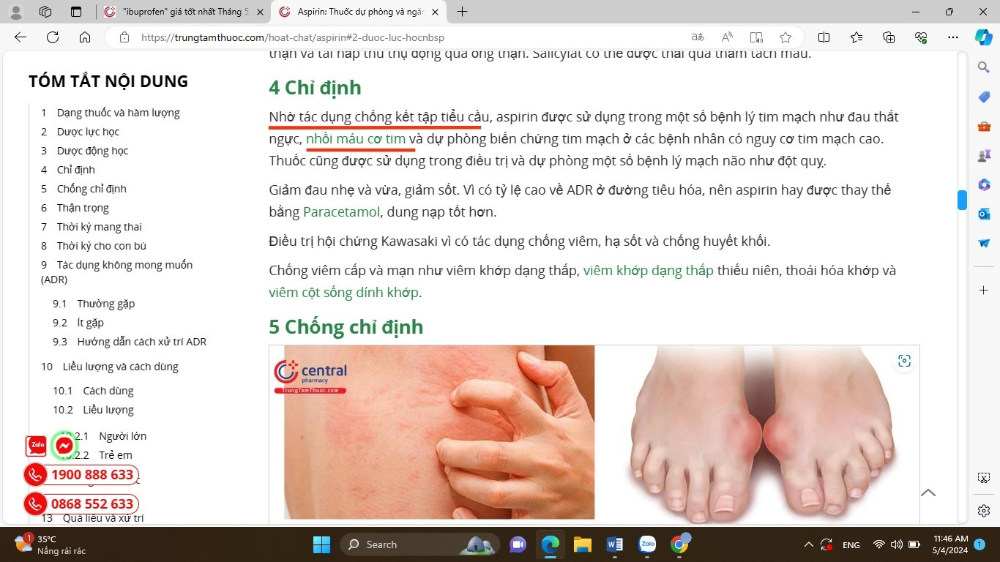 "ibuprofen" giá tốt nhất Tháng 5
Aspirin: Thuốc dự phòng và ngăn
https://trungtamthuoc.com/hoat-chat/aspirin#2-duoc-luc-hocnbsp
thận và tái hấp thu thụ động qua ống thận. Salicylat có thể được thải qua thẩm tách máu.
TÓM TẮT NỘI DUNG
1 Dạng thuốc và hàm lượng
2 Dược lực học
3 Dược động học
4 Chỉ định
5 Chống chỉ định
6 Thận trọng
7 Thời kỳ mang thai
8 Thời kỳ cho con bú
9 Tác dụng không mong muốn
(ADR)
9.1 Thường gặp
9.2 Ít gặp
9.3 Hướng dẫn cách xử trí ADR
10 Liều lượng và cách dùng
10.1 Cách dùng
10.2 Liều lượng
10.2.1 Người lớn
10.2.2 Trẻ em
Zalo
1900 888 633
0868 552 633
13 Quá liều và xử trí
4 Chỉ định
Nhờ tác dụng chống kết tập tiểu cầu, aspirin được sử dụng trong một số bệnh lý tim mạch như đau thắt
ngực, nhồi máu cơ tim và dự phòng biến chứng tim mạch ở các bệnh nhân có nguy cơ tim mạch cao.
Thuốc cũng được sử dụng trong điều trị và dự phòng một số bệnh lý mạch não như đột quỵ.
Giảm đau nhẹ và vừa, giảm sốt. Vì có tỷ lệ cao về ADR ở đường tiêu hóa, nên aspirin hay được thay thế
bằng Paracetamol, dung nạp tốt hơn.
Điều trị hội chứng Kawasaki vì có tác dụng chống viêm, hạ sốt và chống huyết khối.
Chống viêm cấp và mạn như viêm khớp dạng thấp, viêm khớp dạng thấp thiếu niên, thoái hóa khớp và
viêm cột sống dính khớp.
5 Chống chỉ định
central
pharmacy
TrungTamThuoc.com
1
35°C
Nắng rải rác
Search
Zalo
ENG
11:46 AM
5/4/2024
1